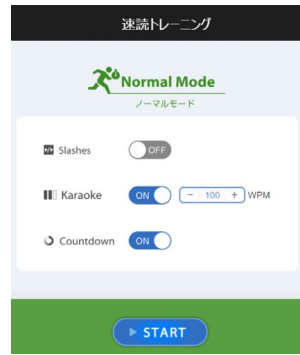 速読トレーニング
Normal Mode
ノーマルモード
Slashes OFF
Karaoke ON − 100 + WPM
Countdown ON
START